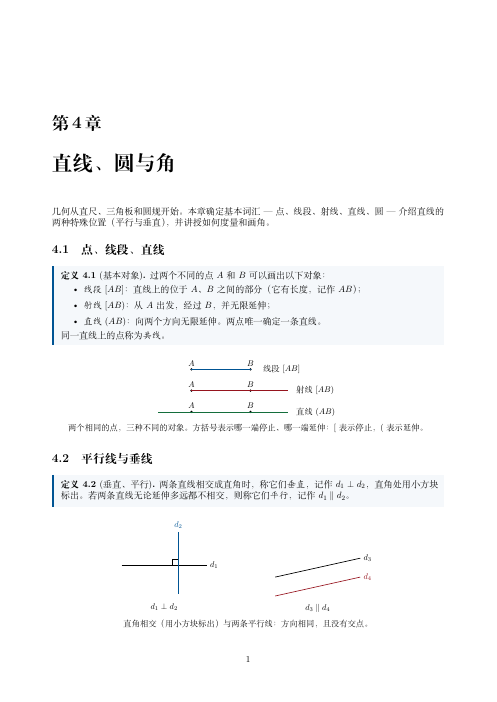 第 4 章
直线、圆与角
几何从直尺、三角板和圆规开始。本章确定基本词汇 — 点、线段、射线、直线、圆 — 介绍直线的
两种特殊位置（平行与垂直），并讲授如何度量和画角。
4.1 点、线段、直线
定义 4.1 (基本对象). 过两个不同的点 A 和 B 可以画出以下对象：
• 线段 [AB]：直线上的位于 A、B 之间的部分（它有长度，记作 AB）；
• 射线 [AB)：从 A 出发，经过 B，并无限延伸；
• 直线 (AB)：向两个方向无限延伸。两点唯一确定一条直线。
同一直线上的点称为共线。
A B 线段 [AB]
A B 射线 [AB)
A B 直线 (AB)
两个相同的点，三种不同的对象。方括号表示哪一端停止、哪一端延伸：[ 表示停止，( 表示延伸。
4.2 平行线与垂线
定义 4.2 (垂直、平行). 两条直线相交成直角时，称它们垂直，记作 d₁ ⊥ d₂，直角处用小方块
标出。若两条直线无论延伸多远都不相交，则称它们平行，记作 d₁ ∥ d₂。
d₂
d₁
d₃
d₄
d₁ ⊥ d₂
d₃ ∥ d₄
直角相交（用小方块标出）与两条平行线：方向相同，且没有交点。
1